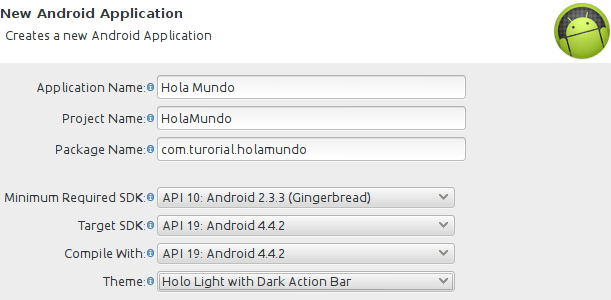 New Android Application
Creates a new Android Application
Application Name: Hola Mundo
Project Name: HolaMundo
Package Name: com.turorial.holamundo
Minimum Required SDK: API 10: Android 2.3.3 (Gingerbread)
Target SDK: API 19: Android 4.4.2
Compile With: API 19: Android 4.4.2
Theme: Holo Light with Dark Action Bar